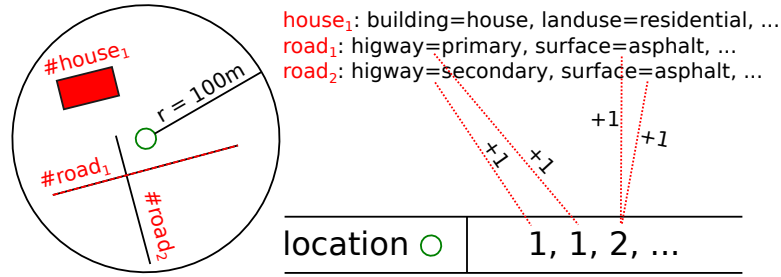 house1: building=house, landuse=residential, ...
road1: higway=primary, surface=asphalt, ...
road2: higway=secondary, surface=asphalt, ...
#house1
r = 100m
#road1
#road2
+1
+1
+1
+1
location
1, 1, 2, ...